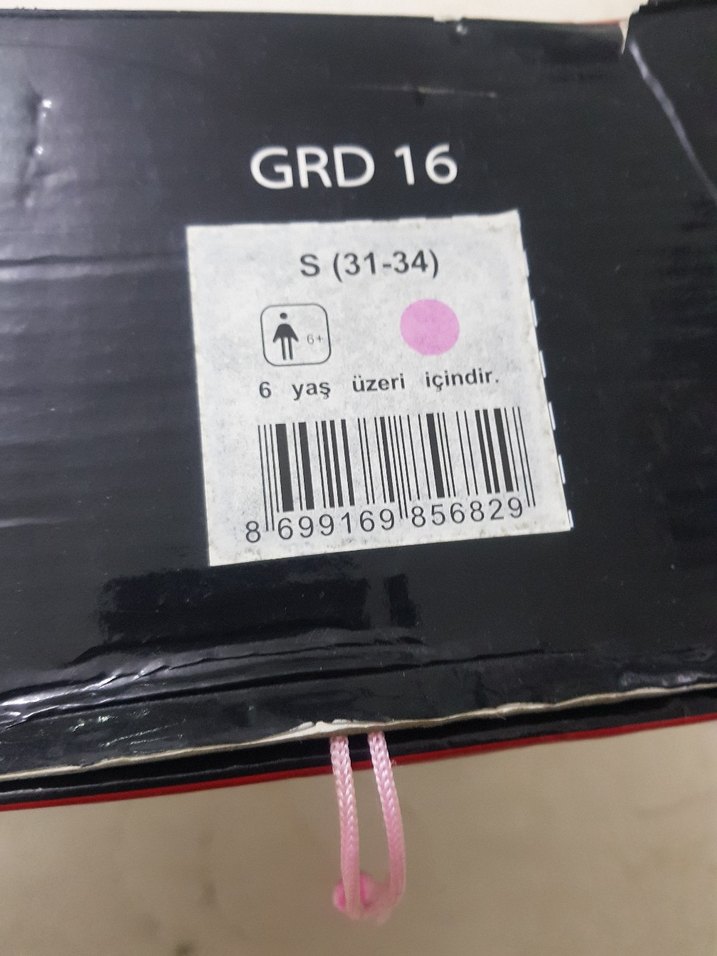 GRD 16
S (31-34)
6+
6 yaş üzeri içindir.
8 699169 856829